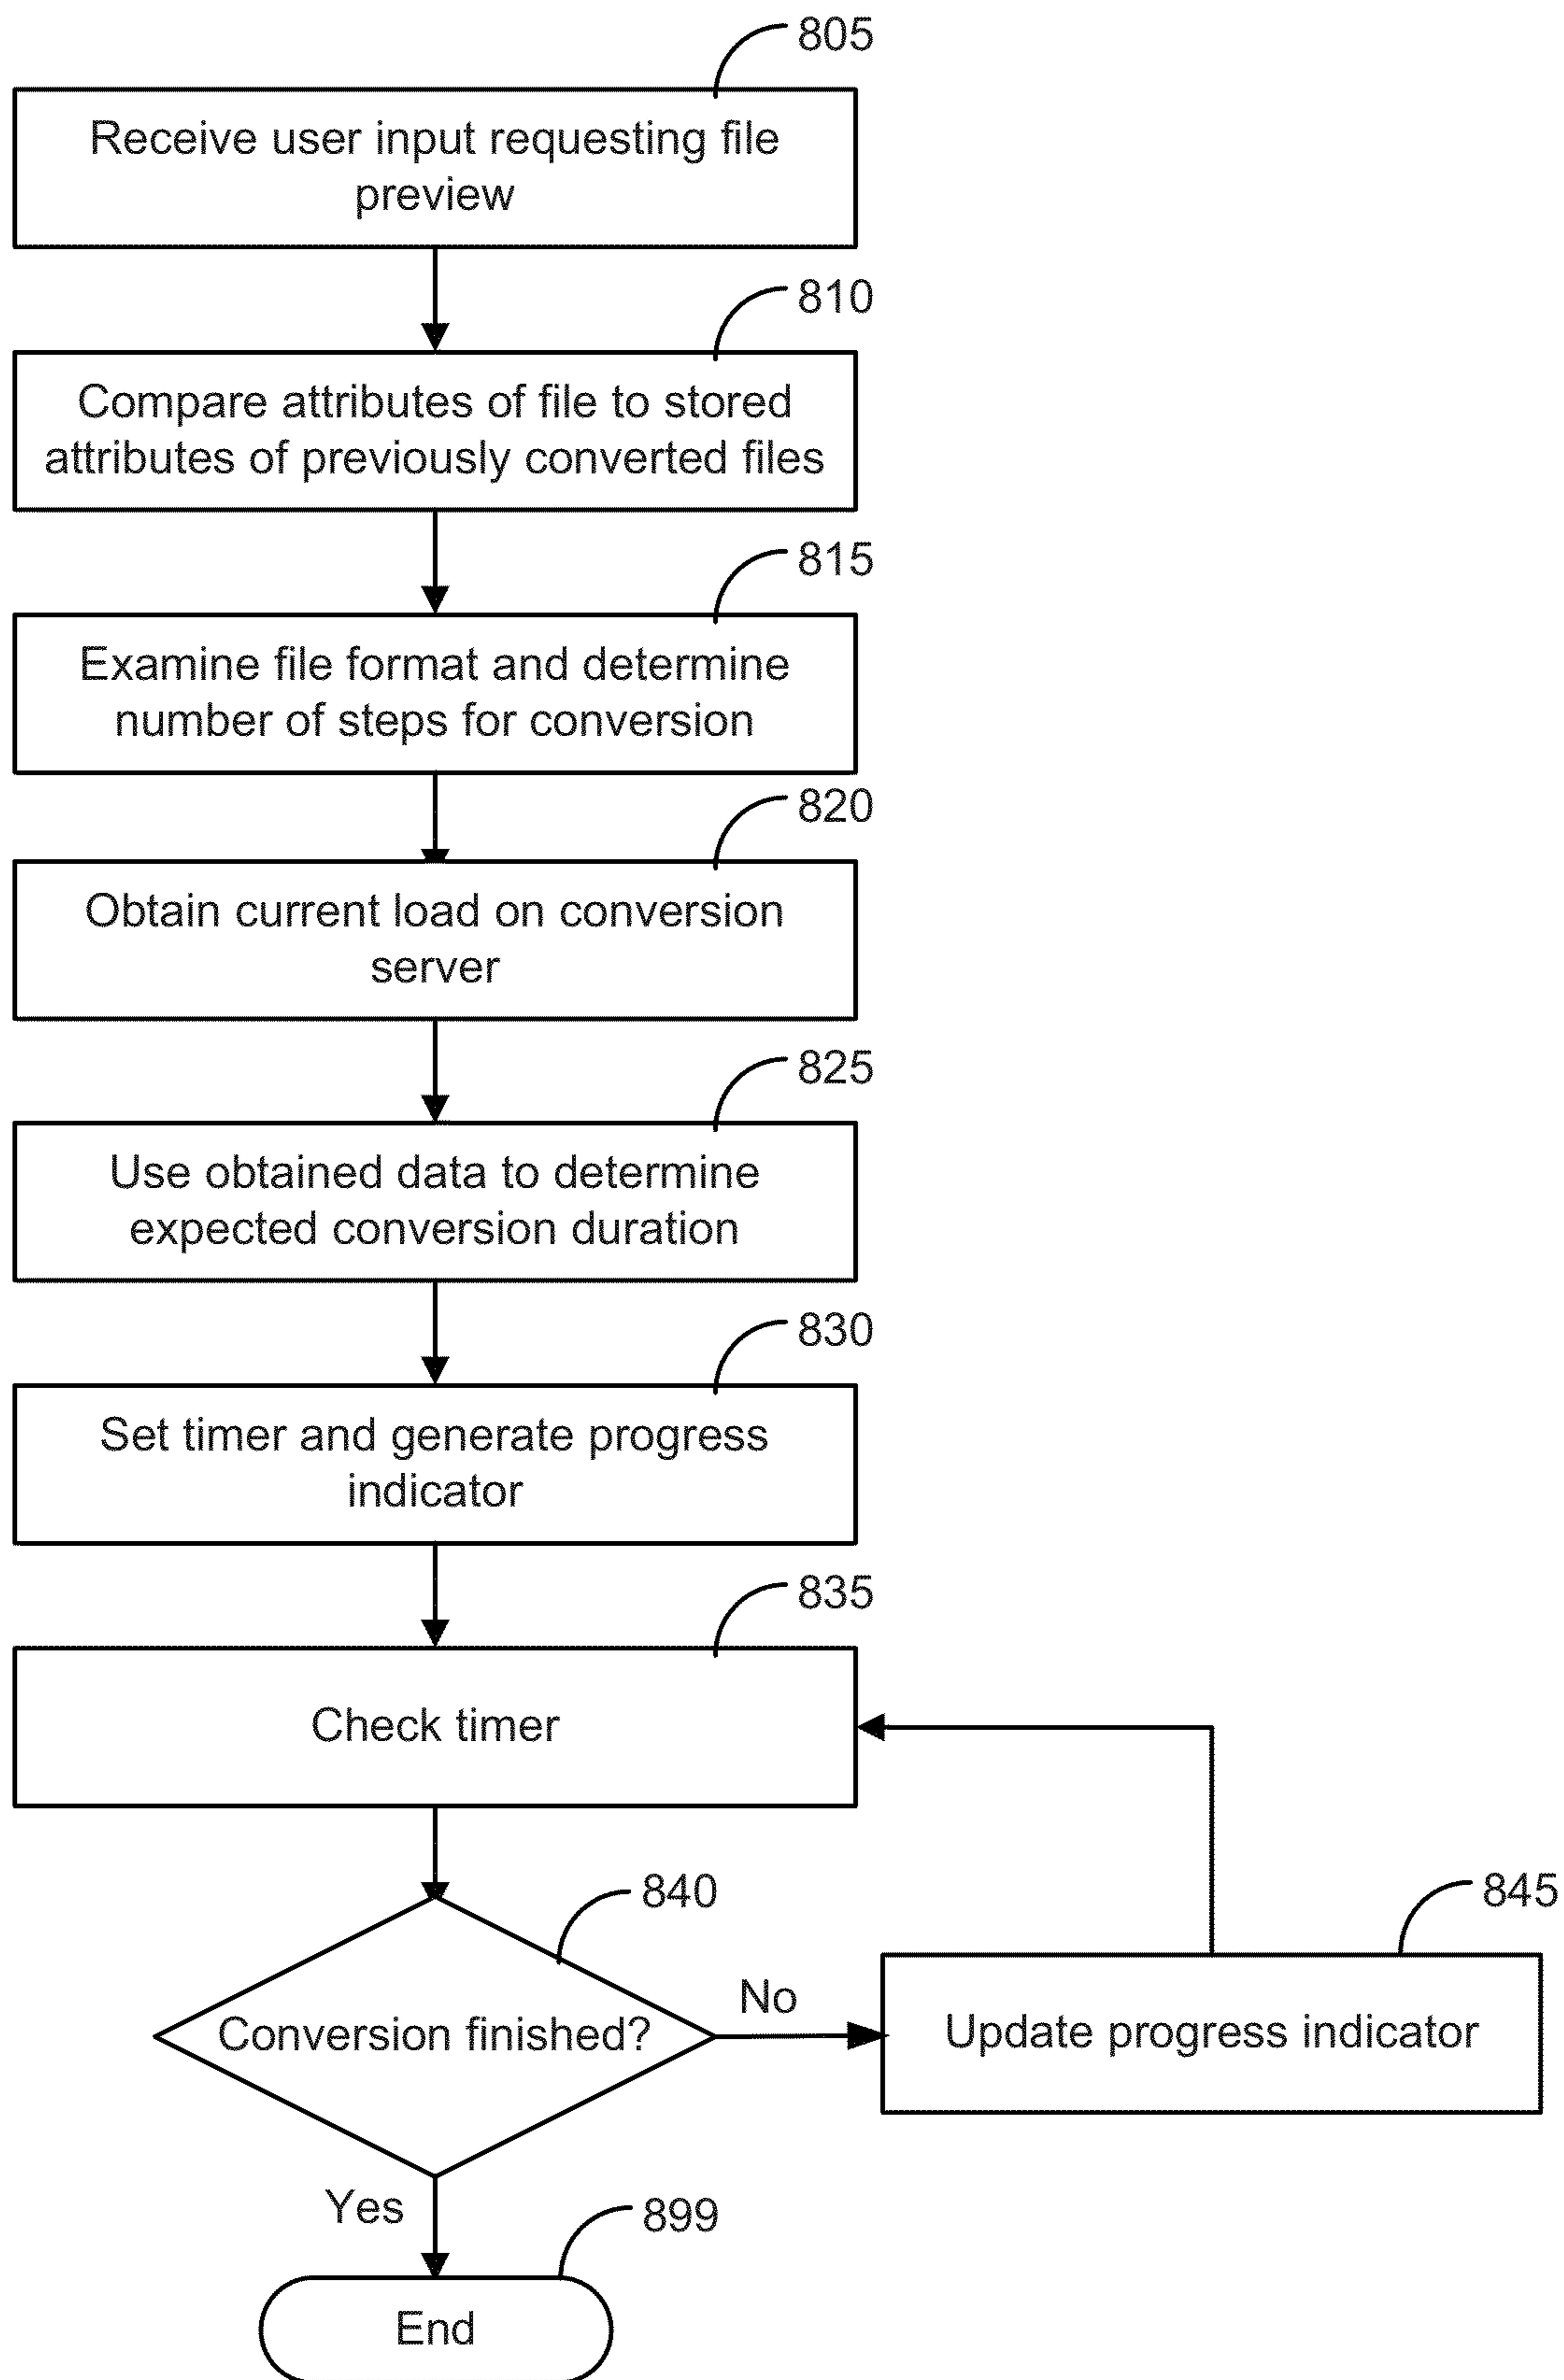 805
Receive user input requesting file
preview
810
Compare attributes of file to stored
attributes of previously converted files
815
Examine file format and determine
number of steps for conversion
820
Obtain current load on conversion
server
825
Use obtained data to determine
expected conversion duration
830
Set timer and generate progress
indicator
835
Check timer
840
845
No
Conversion finished?
Update progress indicator
Yes
899
End